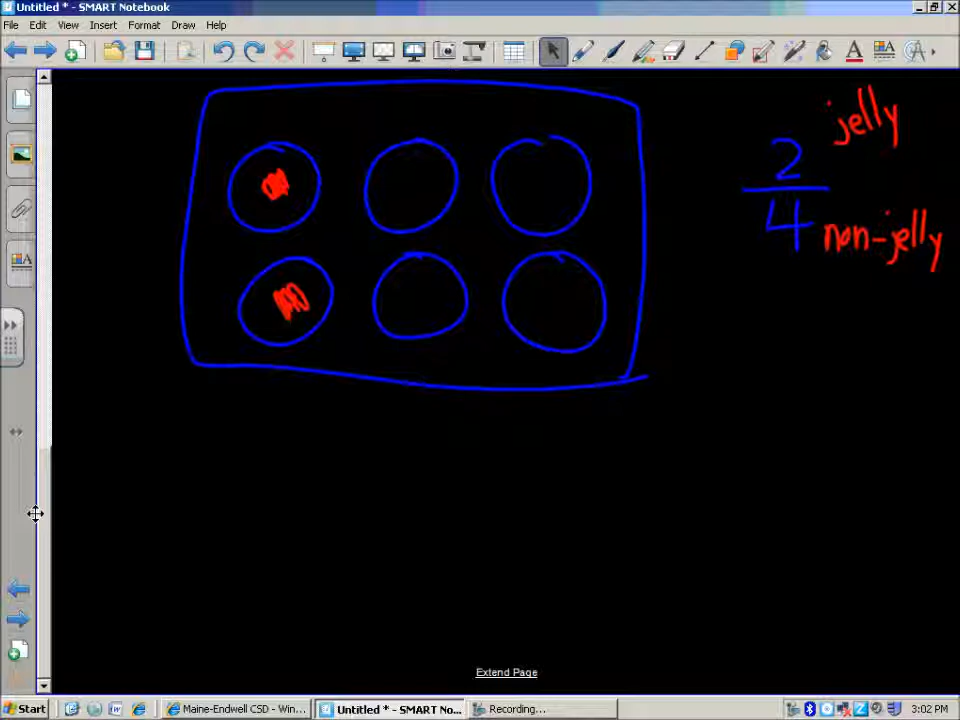 Untitled * - SMART Notebook
File Edit View Insert Format Draw Help
jelly
2
4
non-jelly
Extend Page
Start
Maine-Endwell CSD - Win...
Untitled * - SMART No...
Recording...
3:02 PM